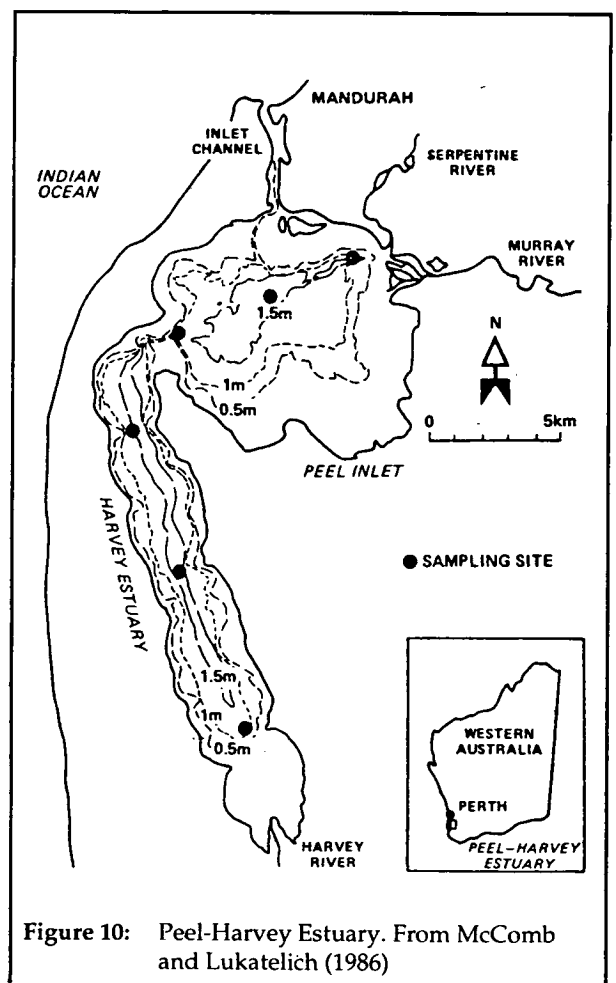 MANDURAH
INLET
CHANNEL
SERPENTINE
RIVER
INDIAN
OCEAN
MURRAY
RIVER
1.5m
N
1m
0.5m
0 5km
PEEL INLET
HARVEY ESTUARY
SAMPLING SITE
1.5m
1m
0.5m
WESTERN
AUSTRALIA
PERTH
PEEL-HARVEY
ESTUARY
HARVEY
RIVER
Figure 10: Peel-Harvey Estuary. From McComb
and Lukatelich (1986)